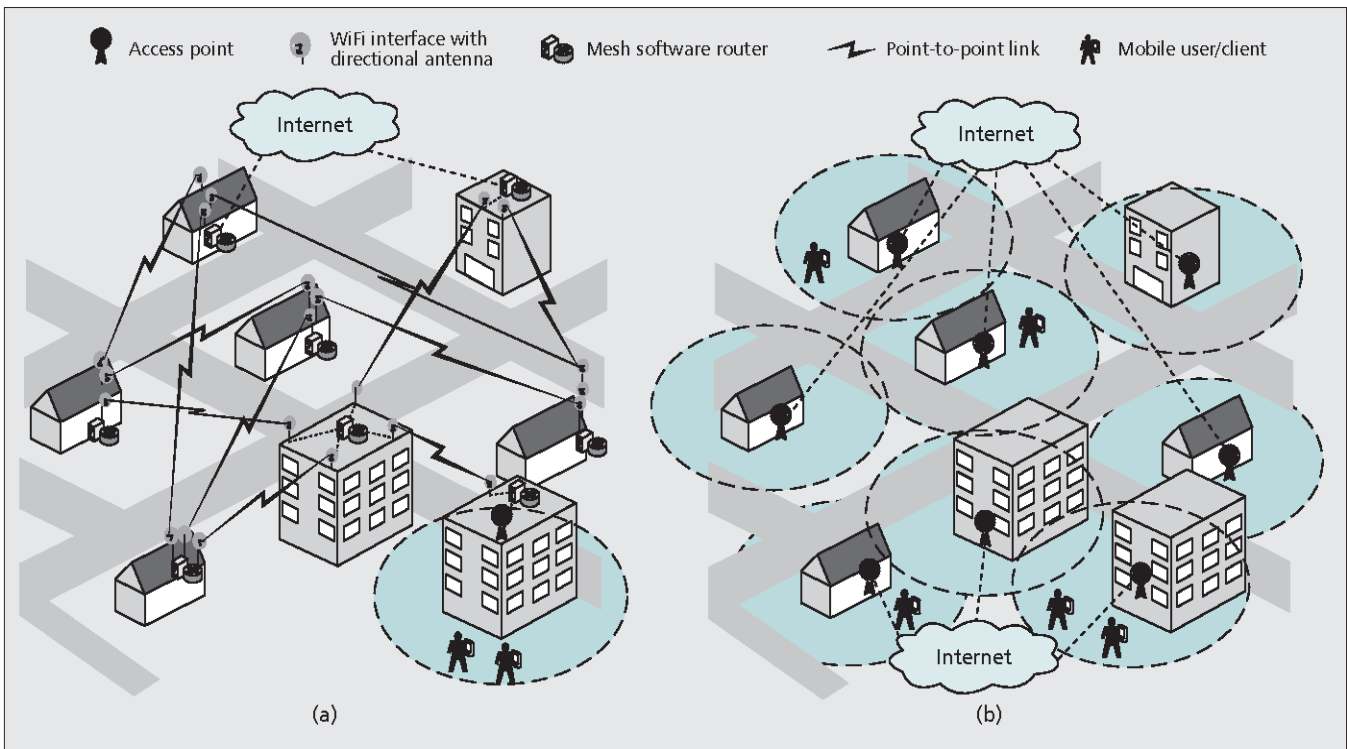 Access point
WiFi interface with
directional antenna
Mesh software router
Point-to-point link
Mobile user/client
Internet
Internet
Internet
(a)
(b)